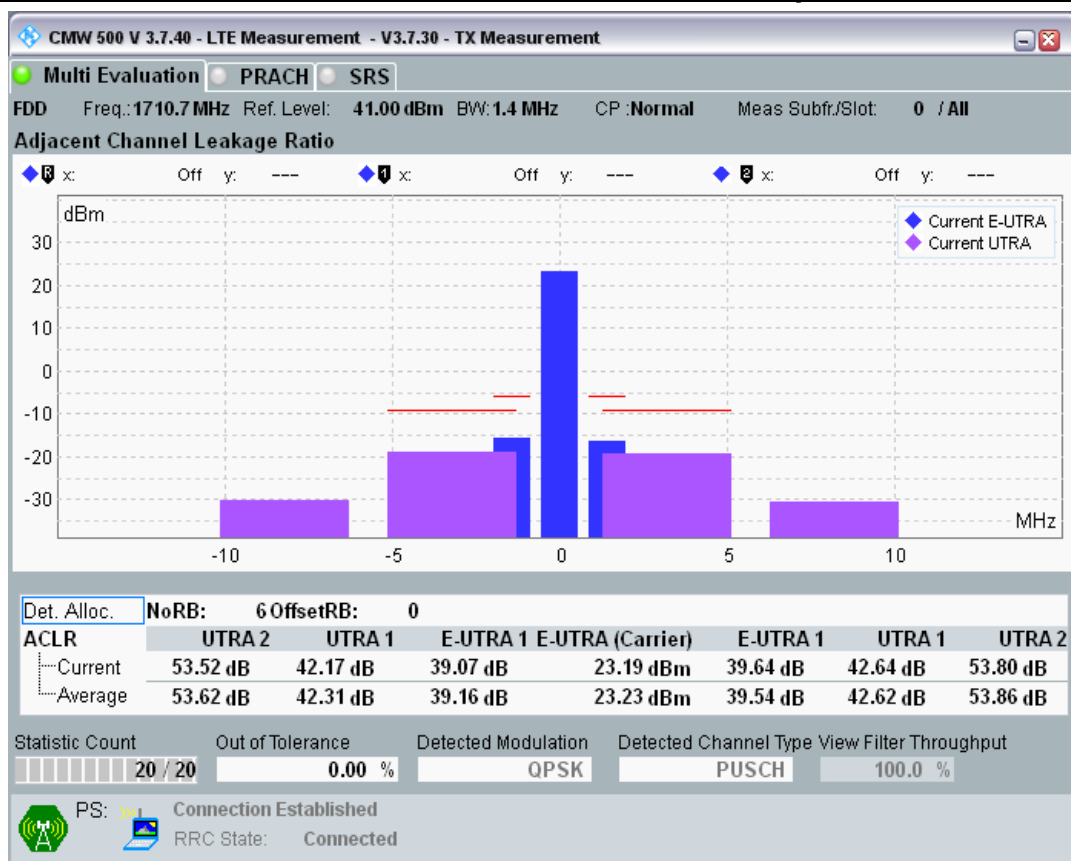 CMW 500 V 3.7.40 - LTE Measurement - V3.7.30 - TX Measurement
Multi Evaluation PRACH SRS
FDD Freq.: 1710.7 MHz Ref. Level: 41.00 dBm BW: 1.4 MHz CP :Normal Meas Subfr./Slot: 0 / All
Adjacent Channel Leakage Ratio
R x: Off y: --- 1 x: Off y: --- 2 x: Off y: ---
dBm
Current E-UTRA
Current UTRA
30
20
10
0
-10
-20
-30
MHz
-10 -5 0 5 10
Det. Alloc. NoRB: 6 OffsetRB: 0
ACLR UTRA 2 UTRA 1 E-UTRA 1 E-UTRA (Carrier) E-UTRA 1 UTRA 1 UTRA 2
Current 53.52 dB 42.17 dB 39.07 dB 23.19 dBm 39.64 dB 42.64 dB 53.80 dB
Average 53.62 dB 42.31 dB 39.16 dB 23.23 dBm 39.54 dB 42.62 dB 53.86 dB
Statistic Count Out of Tolerance Detected Modulation Detected Channel Type View Filter Throughput
20 / 20 0.00 % QPSK PUSCH 100.0 %
PS: Connection Established
RRC State: Connected